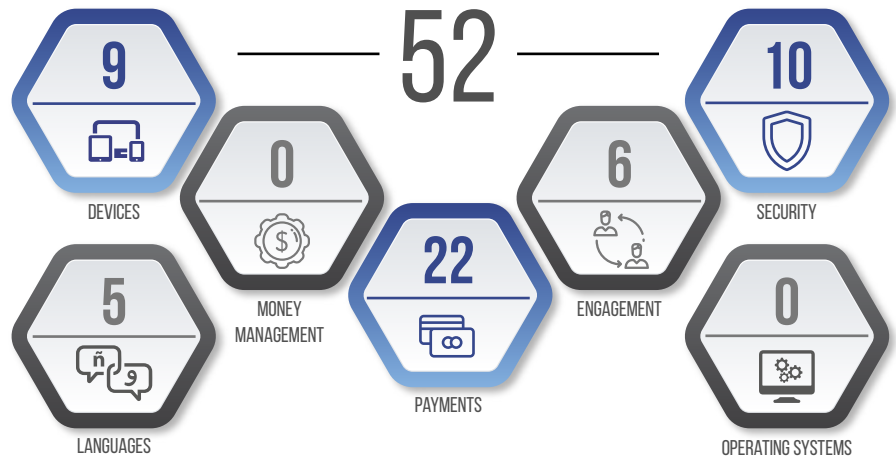 52
9
DEVICES
0
MONEY
MANAGEMENT
22
PAYMENTS
6
ENGAGEMENT
10
SECURITY
5
ñ
و
LANGUAGES
0
OPERATING SYSTEMS
$